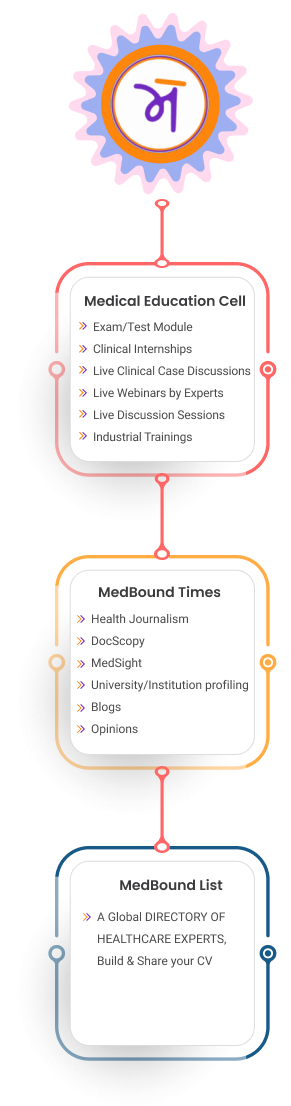 Medical Education Cell
Exam/Test Module
Clinical Internships
Live Clinical Case Discussions
Live Webinars by Experts
Live Discussion Sessions
Industrial Trainings
MedBound Times
Health Journalism
DocScopy
MedSight
University/Institution profiling
Blogs
Opinions
MedBound List
A Global DIRECTORY OF
HEALTHCARE EXPERTS,
Build & Share your CV